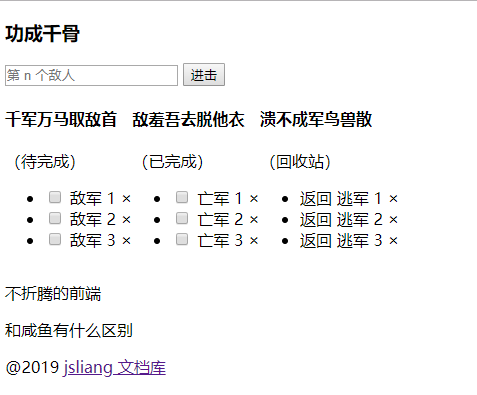 功成千骨
第 n 个敌人 进击
千军万马取敌首 敌羞吾去脱他衣 溃不成军鸟兽散
（待完成） （已完成） （回收站）
敌军 1 × 亡军 1 × 返回 逃军 1 ×
敌军 2 × 亡军 2 × 返回 逃军 2 ×
敌军 3 × 亡军 3 × 返回 逃军 3 ×
不折腾的前端
和咸鱼有什么区别
@2019 jsliang 文档库